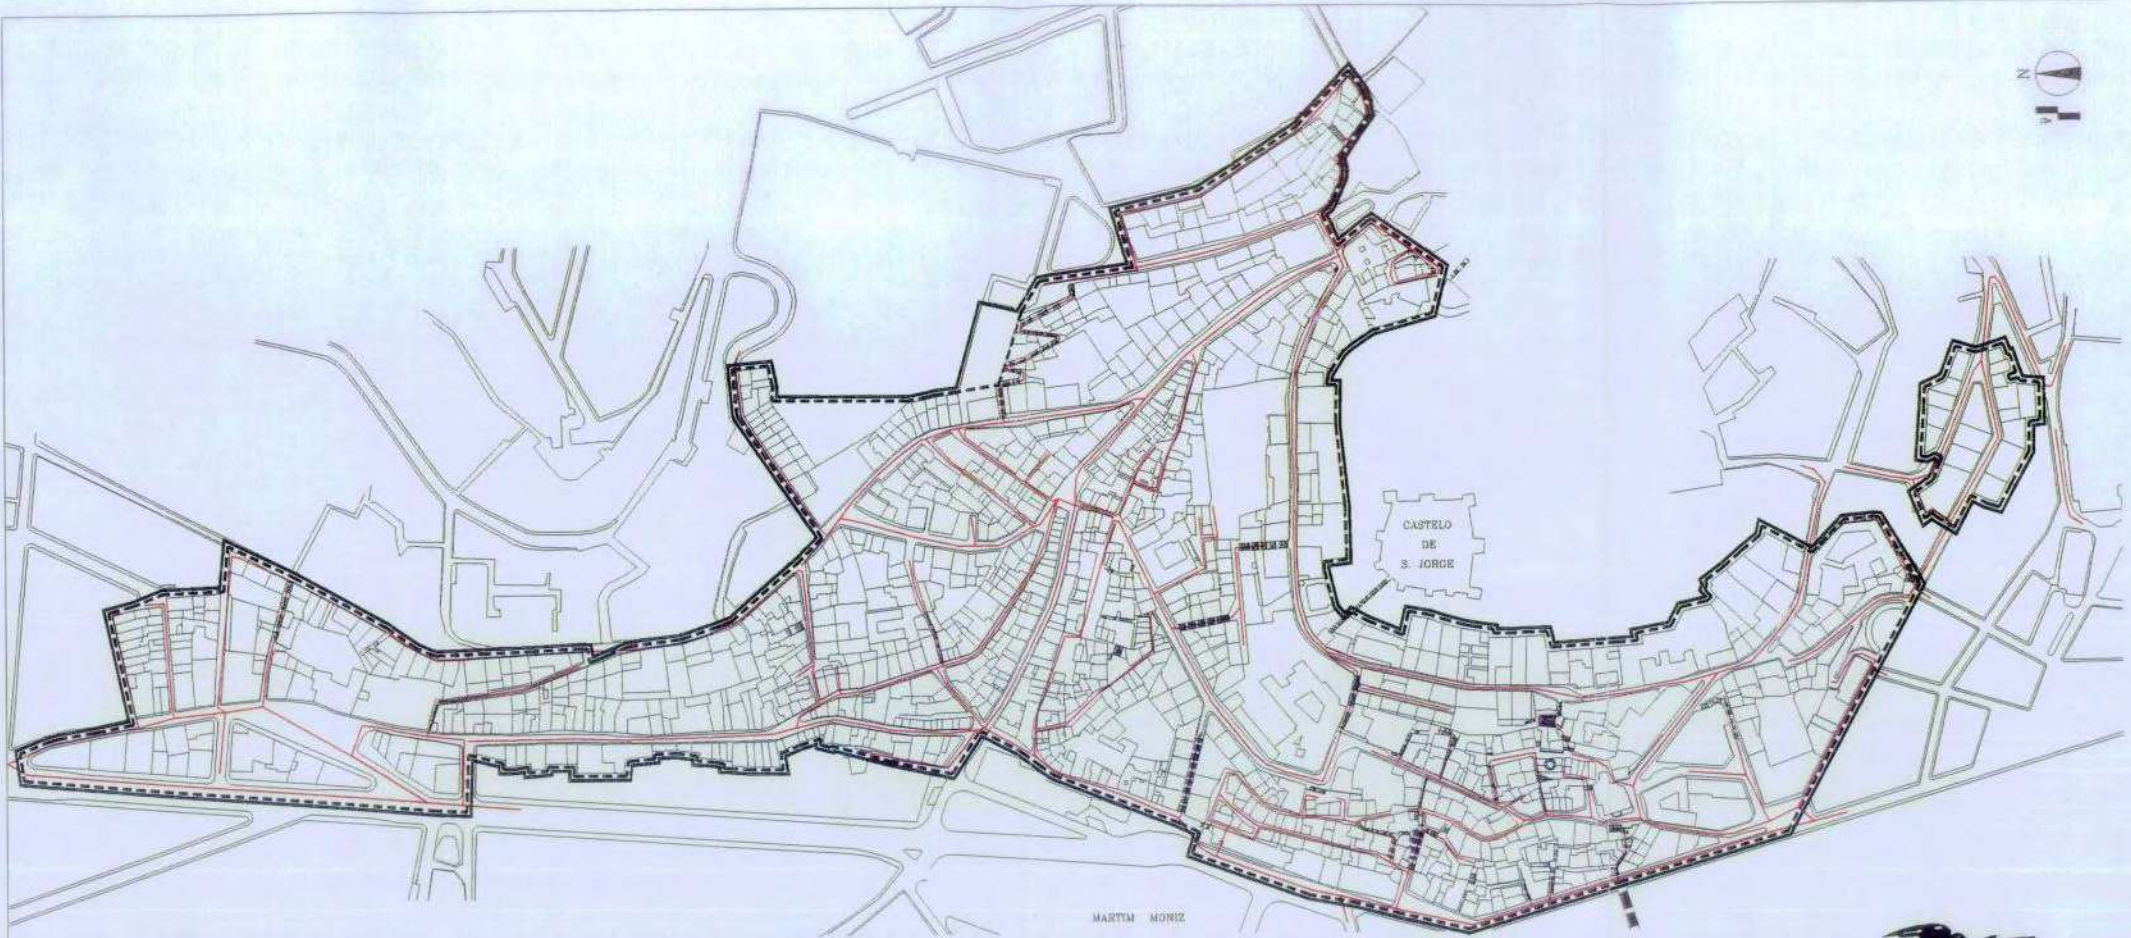 N
CASTELO
DE
S. JORGE
MARTIM MONIZ